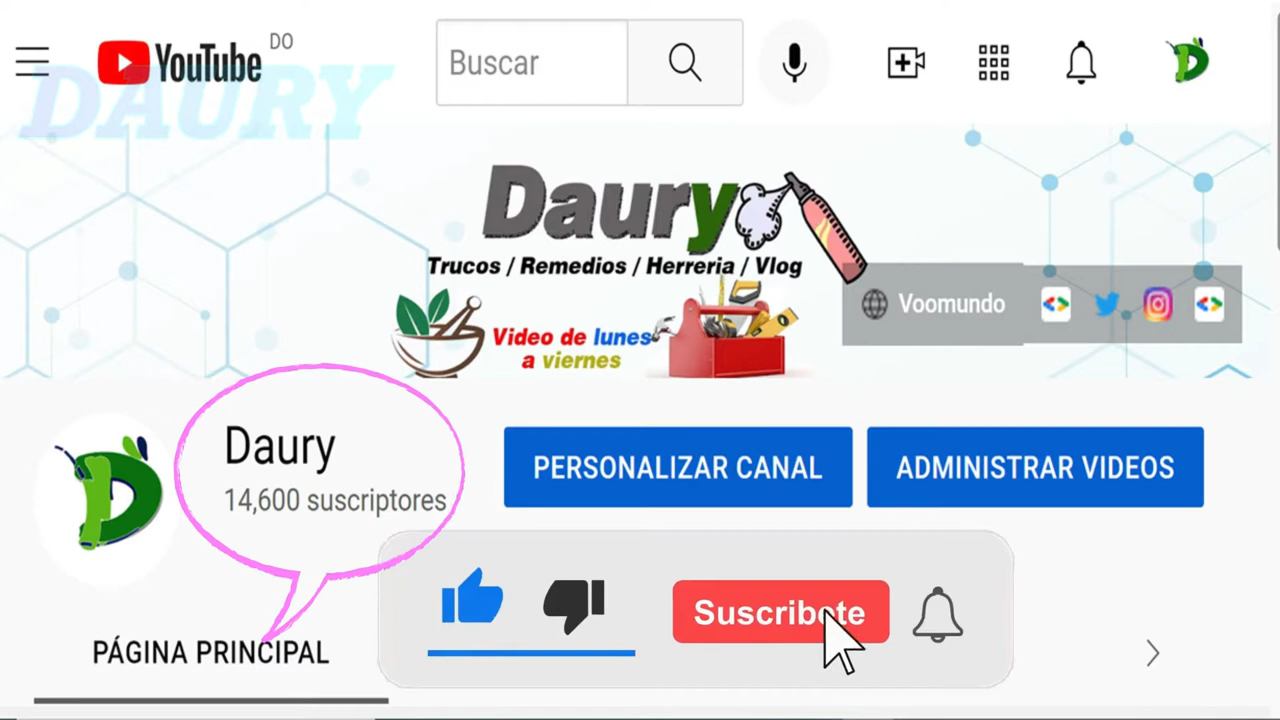 YouTube DO
DAURY
Buscar
Daury
Trucos / Remedios / Herreria / Vlog
Video de lunes
a viernes
Voomundo
Daury
14,600 suscriptores
PERSONALIZAR CANAL
ADMINISTRAR VIDEOS
Suscribete
PÁGINA PRINCIPAL